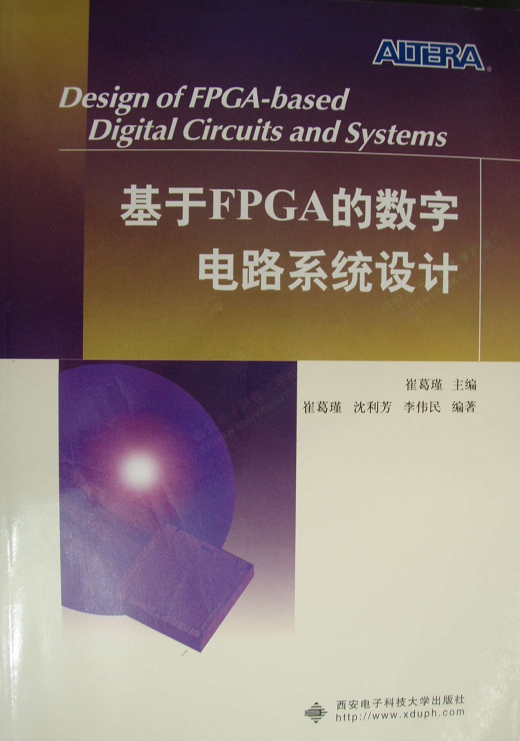 ALTERA®
Design of FPGA-based
Digital Circuits and Systems
基于FPGA的数字
电路系统设计
崔葛瑾 主编
崔葛瑾 沈利芳 李伟民 编著
西安电子科技大学出版社
http://www.xduph.com